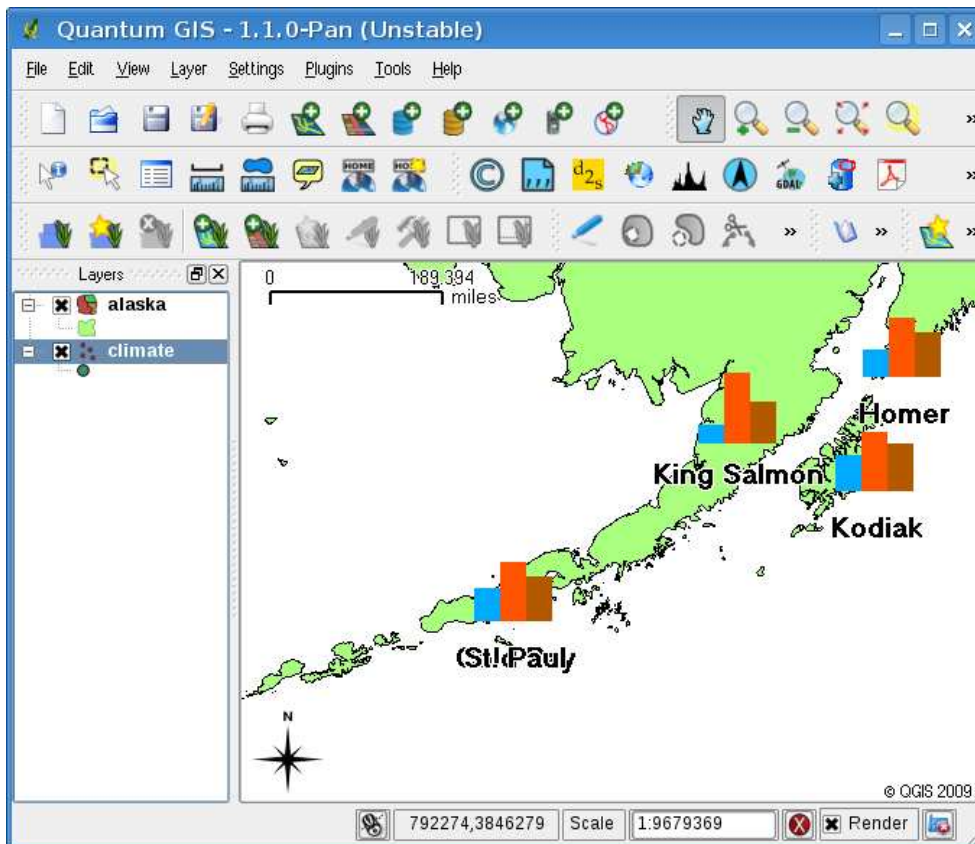 Quantum GIS - 1.1.0-Pan (Unstable)
File Edit View Layer Settings Plugins Tools Help
HOME
d2s
GDAL
Layers
alaska
climate
0 189.394 miles
Homer
King Salmon
Kodiak
N
© QGIS 2009
792274,3846279 Scale 1:9679369 Render